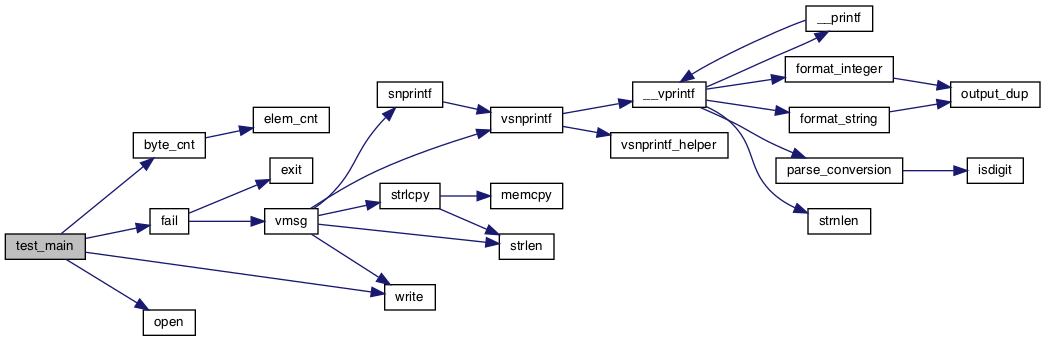 __printf
format_integer
snprintf
__vprintf
output_dup
elem_cnt
vsnprintf
format_string
byte_cnt
vsnprintf_helper
exit
parse_conversion
isdigit
strlcpy
memcpy
fail
vmsg
strnlen
test_main
strlen
write
open